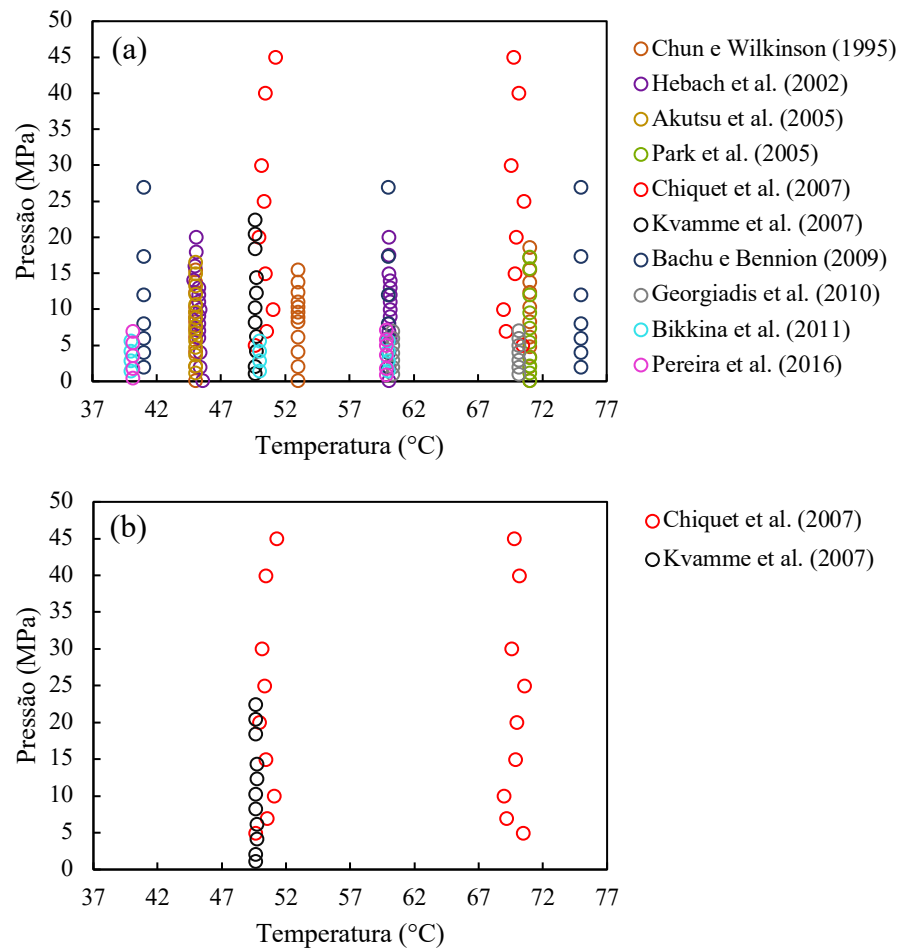 (a)
Pressão (MPa)
50
45
40
35
30
25
20
15
10
5
0
37 42 47 52 57 62 67 72 77
Temperatura (°C)
Chun e Wilkinson (1995)
Hebach et al. (2002)
Akutsu et al. (2005)
Park et al. (2005)
Chiquet et al. (2007)
Kvamme et al. (2007)
Bachu e Bennion (2009)
Georgiadis et al. (2010)
Bikkina et al. (2011)
Pereira et al. (2016)
(b)
Pressão (MPa)
50
45
40
35
30
25
20
15
10
5
0
37 42 47 52 57 62 67 72 77
Temperatura (°C)
Chiquet et al. (2007)
Kvamme et al. (2007)